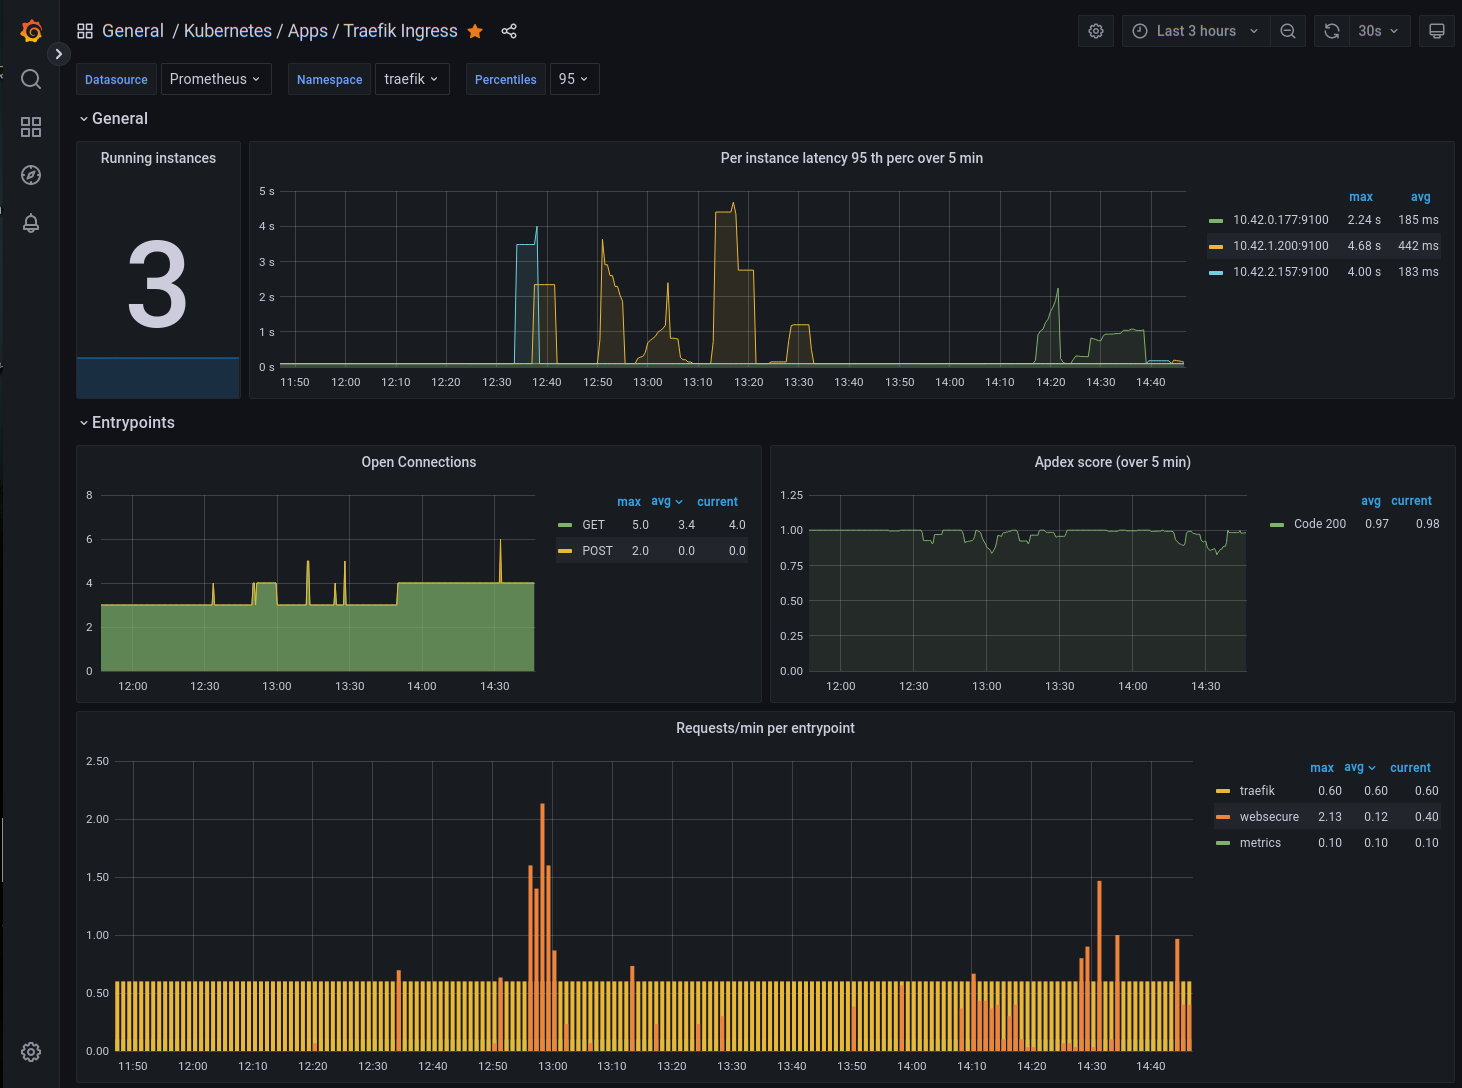 General / Kubernetes / Apps / Traefik Ingress
Last 3 hours
30s
Datasource Prometheus Namespace traefik Percentiles 95
General
Running instances
3
Per instance latency 95 th perc over 5 min
5 s
4 s
3 s
2 s
1 s
0 s
11:50 12:00 12:10 12:20 12:30 12:40 12:50 13:00 13:10 13:20 13:30 13:40 13:50 14:00 14:10 14:20 14:30 14:40
max avg
10.42.0.177:9100 2.24 s 185 ms
10.42.1.200:9100 4.68 s 442 ms
10.42.2.157:9100 4.00 s 183 ms
Entrypoints
Open Connections
8
6
4
2
0
12:00 12:30 13:00 13:30 14:00 14:30
max avg current
GET 5.0 3.4 4.0
POST 2.0 0.0 0.0
Apdex score (over 5 min)
1.25
1.00
0.75
0.50
0.25
0.00
12:00 12:30 13:00 13:30 14:00 14:30
avg current
Code 200 0.97 0.98
Requests/min per entrypoint
2.50
2.00
1.50
1.00
0.50
0.00
11:50 12:00 12:10 12:20 12:30 12:40 12:50 13:00 13:10 13:20 13:30 13:40 13:50 14:00 14:10 14:20 14:30 14:40
max avg current
traefik 0.60 0.60 0.60
websecure 2.13 0.12 0.40
metrics 0.10 0.10 0.10